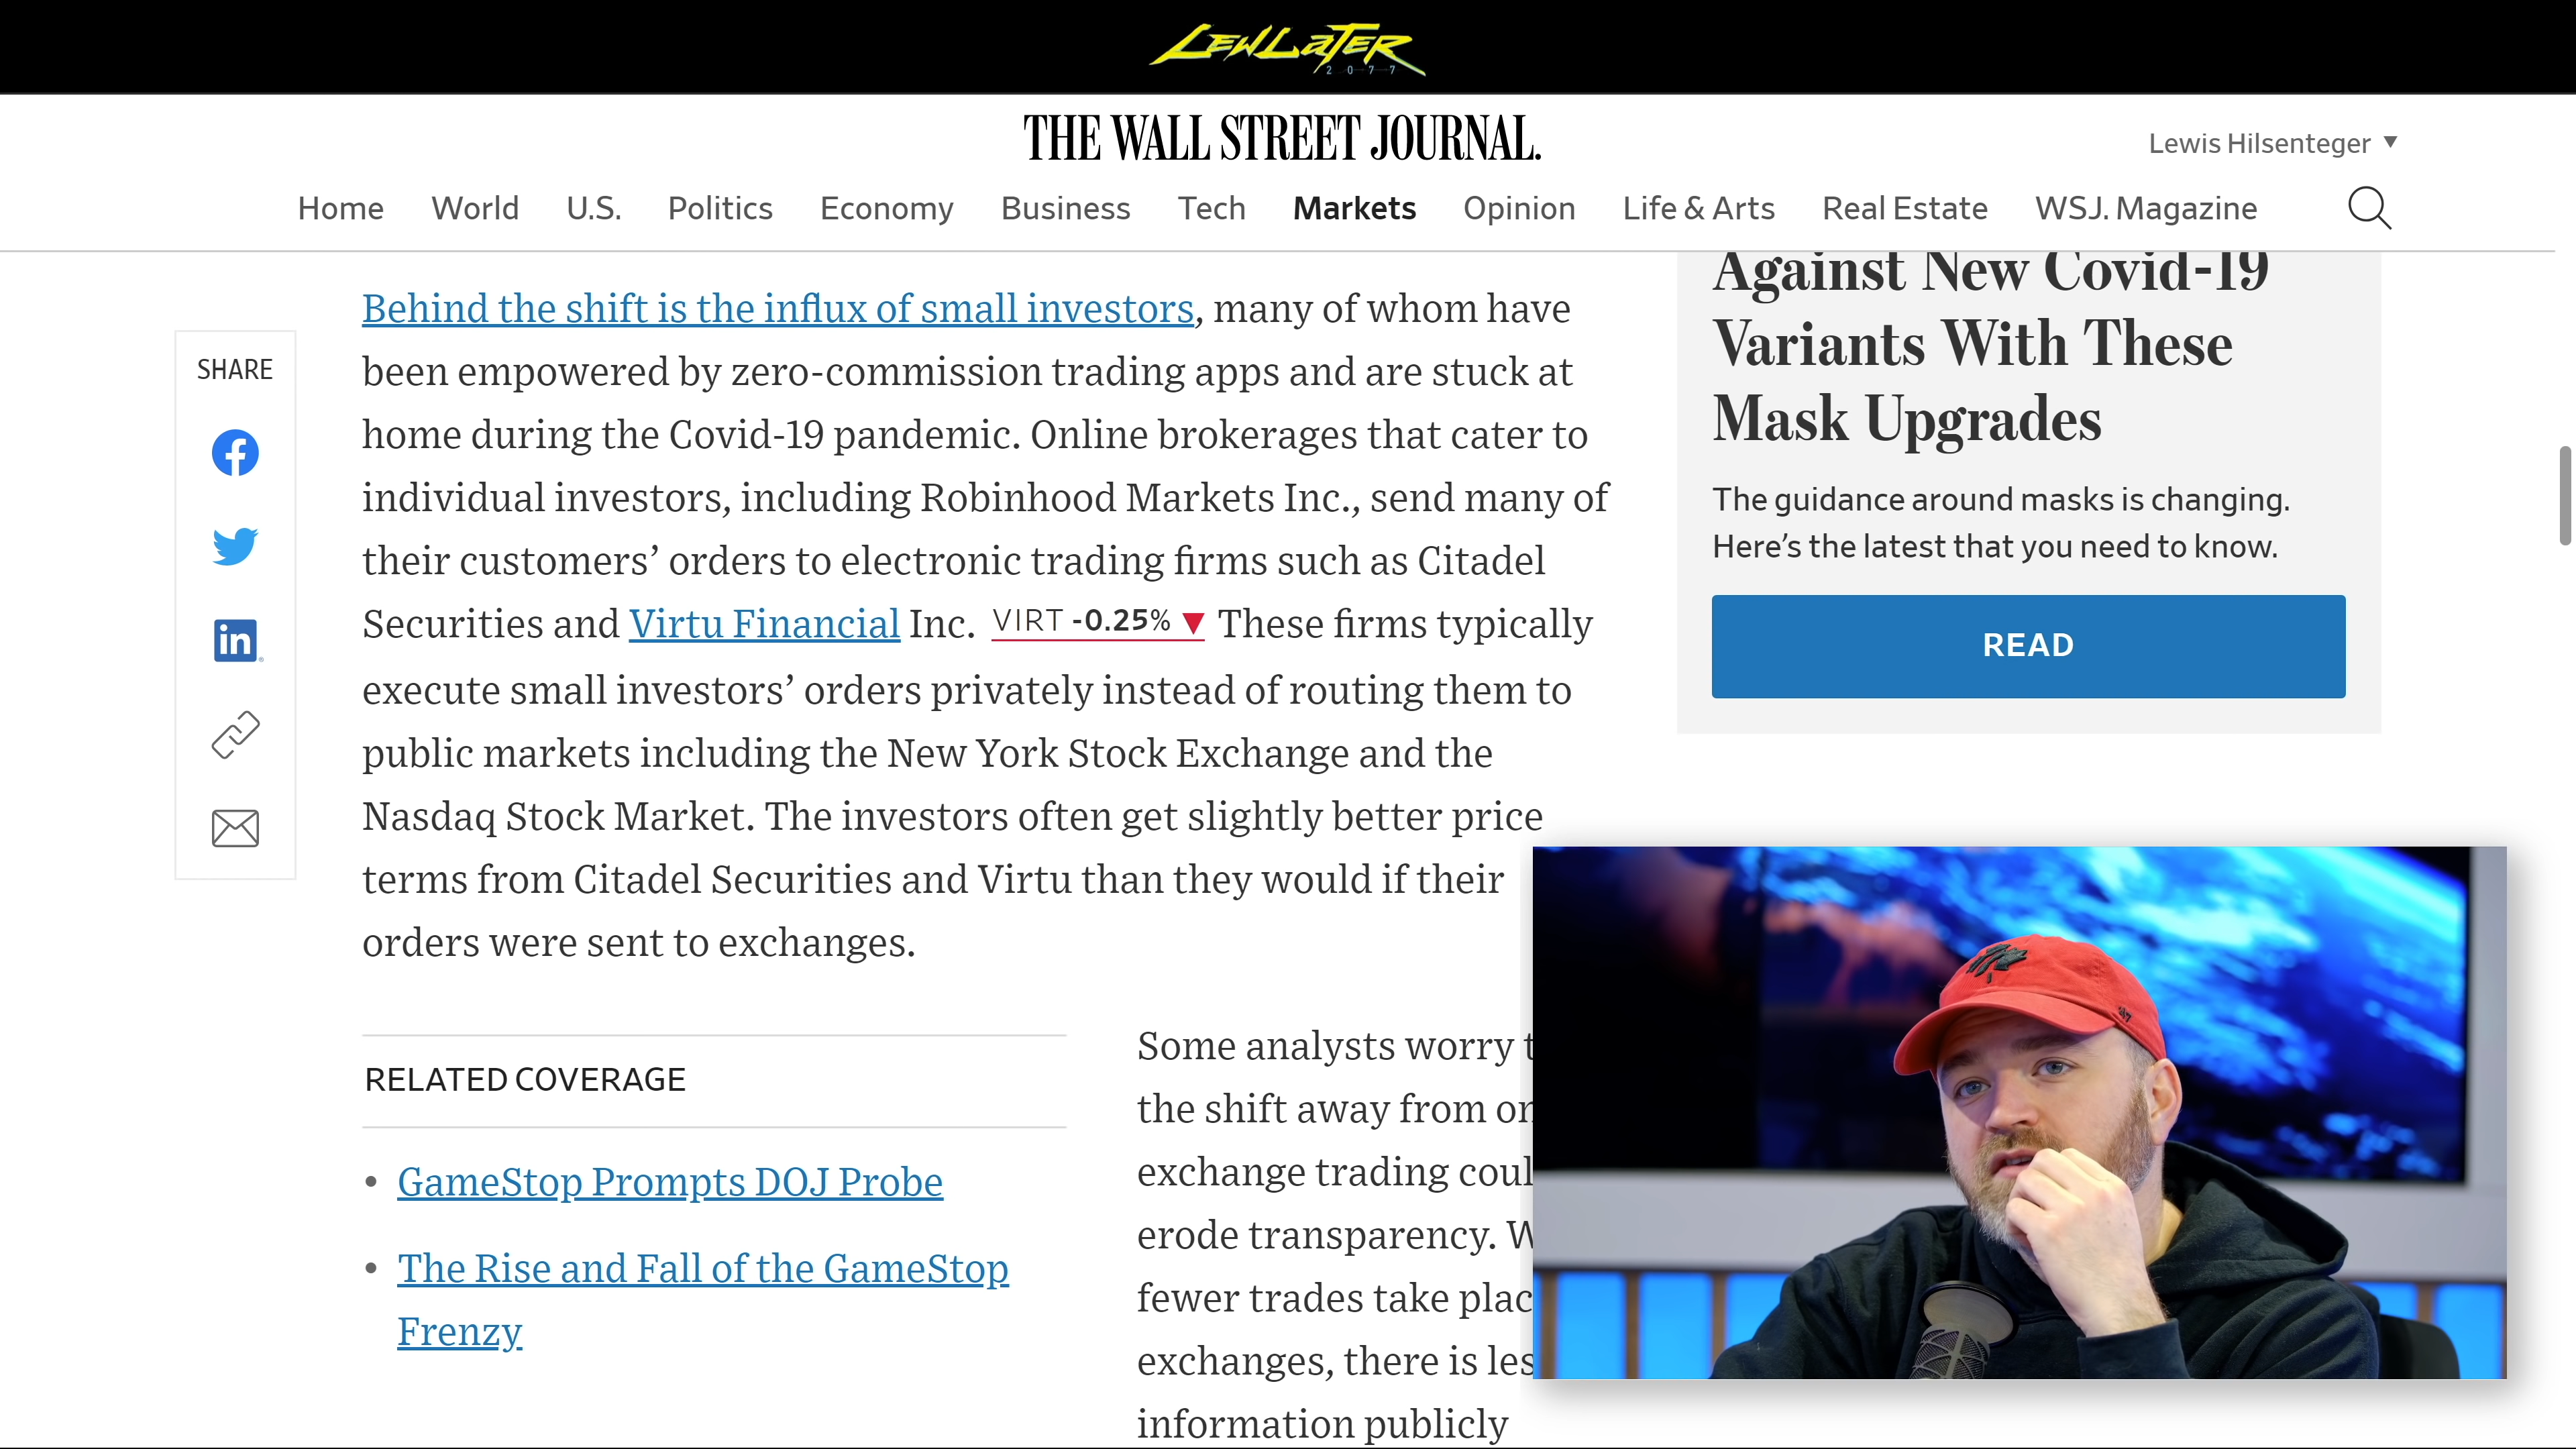 LEWLATER
2077
THE WALL STREET JOURNAL.
Lewis Hilsenteger
Home World U.S. Politics Economy Business Tech Markets Opinion Life & Arts Real Estate WSJ. Magazine
SHARE
Behind the shift is the influx of small investors, many of whom have
been empowered by zero-commission trading apps and are stuck at
home during the Covid-19 pandemic. Online brokerages that cater to
individual investors, including Robinhood Markets Inc., send many of
their customers’ orders to electronic trading firms such as Citadel
Securities and Virtu Financial Inc. VIRT -0.25% ▼ These firms typically
execute small investors’ orders privately instead of routing them to
public markets including the New York Stock Exchange and the
Nasdaq Stock Market. The investors often get slightly better price
terms from Citadel Securities and Virtu than they would if their
orders were sent to exchanges.
RELATED COVERAGE
• GameStop Prompts DOJ Probe
• The Rise and Fall of the GameStop
Frenzy
Some analysts worry
the shift away from
exchange trading
erode transparency.
fewer trades take
exchanges, there is
information publicly
Against New Covid-19
Variants With These
Mask Upgrades
The guidance around masks is changing.
Here’s the latest that you need to know.
READ